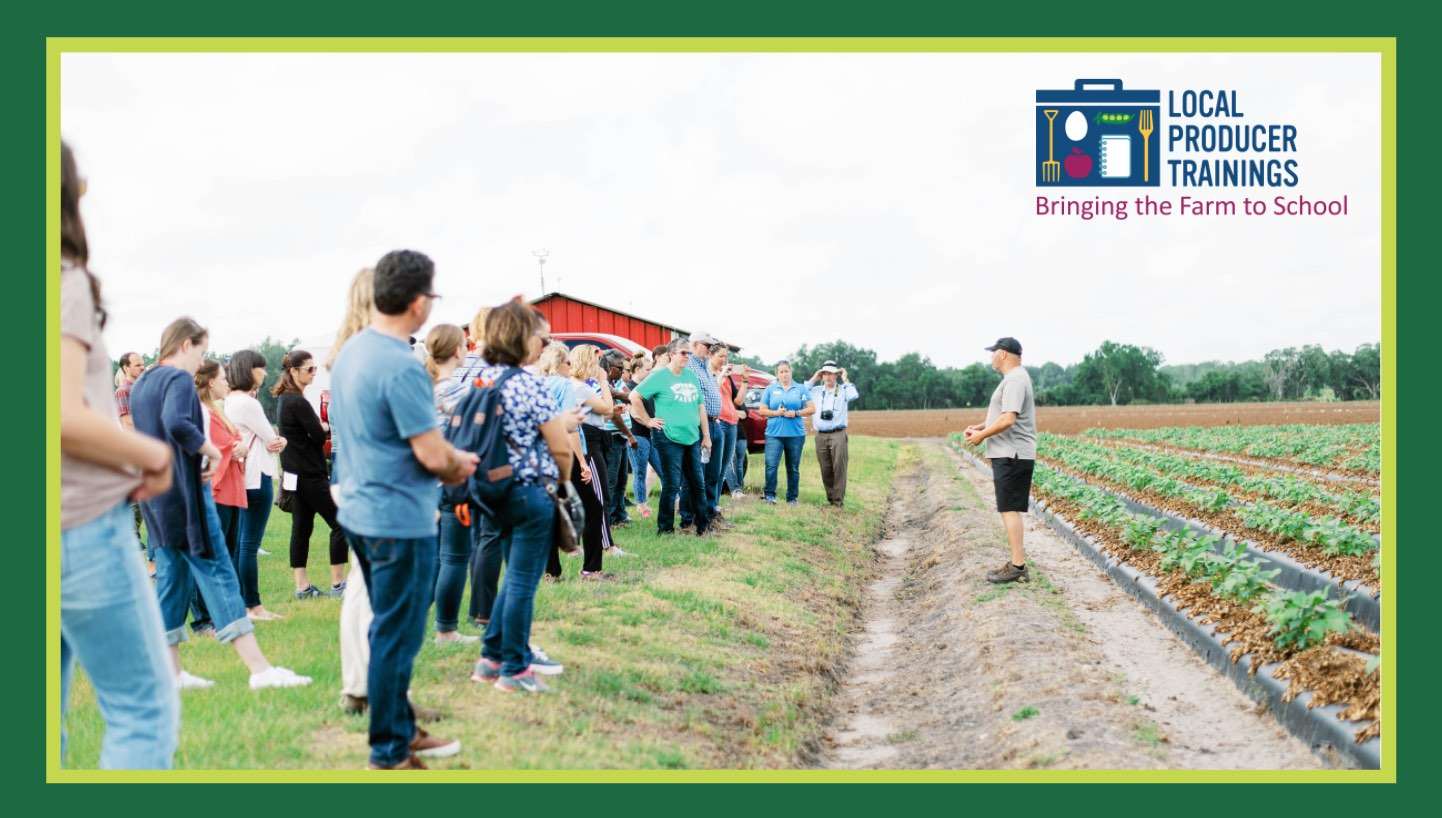 LOCAL
PRODUCER
TRAININGS
Bringing the Farm to School